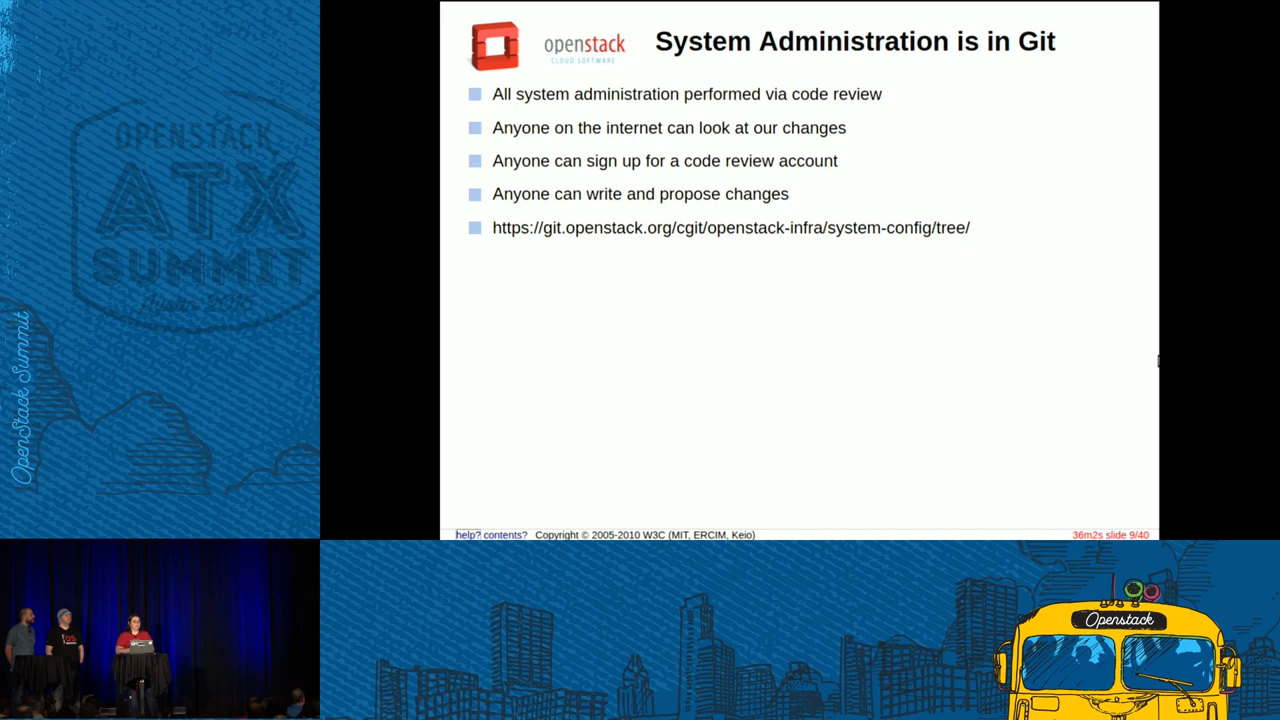 OPENSTACK
ATX
SUMMIT
Austin 2016
OpenStack Summit
openstack
CLOUD SOFTWARE
System Administration is in Git
All system administration performed via code review
Anyone on the internet can look at our changes
Anyone can sign up for a code review account
Anyone can write and propose changes
https://git.openstack.org/cgit/openstack-infra/system-config/tree/
help? contents? Copyright © 2005-2010 W3C (MIT, ERCIM, Keio)
36m2s slide 9/40
Openstack